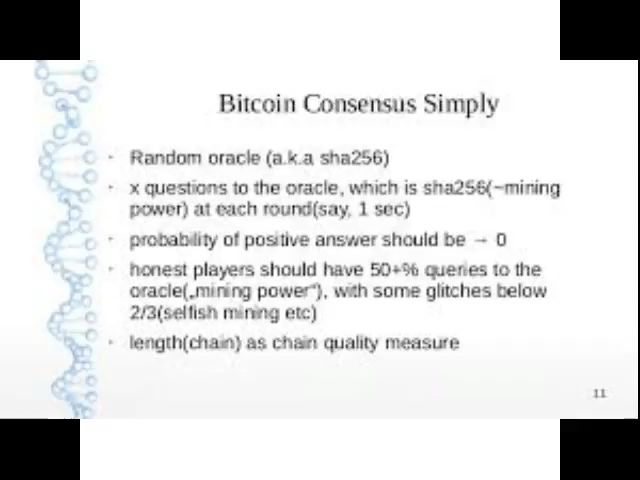 Bitcoin Consensus Simply
Random oracle (a.k.a sha256)
x questions to the oracle, which is sha256(~mining
power) at each round(say, 1 sec)
probability of positive answer should be → 0
honest players should have 50+% queries to the
oracle(„mining power“), with some glitches below
2/3(selfish mining etc)
length(chain) as chain quality measure
11